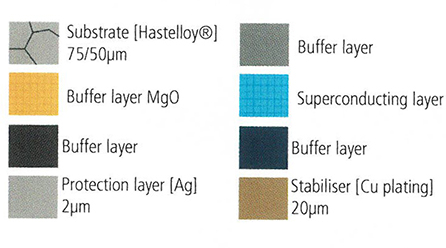 Substrate [Hastelloy®]
75/50µm
Buffer layer MgO
Buffer layer
Protection layer [Ag]
2µm
Buffer layer
Superconducting layer
Buffer layer
Stabiliser [Cu plating]
20µm